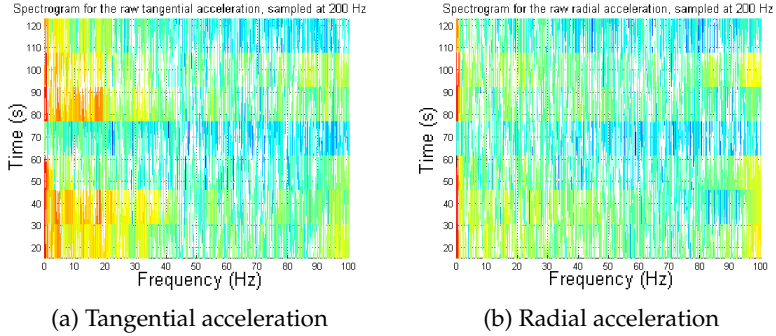 Spectrogram for the raw tangential acceleration, sampled at 200 Hz
Time (s)
120
110
100
90
80
70
60
50
40
30
20
0 10 20 30 40 50 60 70 80 90 100
Frequency (Hz)
(a) Tangential acceleration
Spectrogram for the raw radial acceleration, sampled at 200 Hz
Time (s)
120
110
100
90
80
70
60
50
40
30
20
0 10 20 30 40 50 60 70 80 90 100
Frequency (Hz)
(b) Radial acceleration